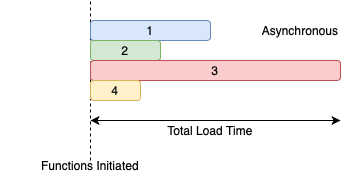 1
Asynchronous
2
3
4
Total Load Time
Functions Initiated